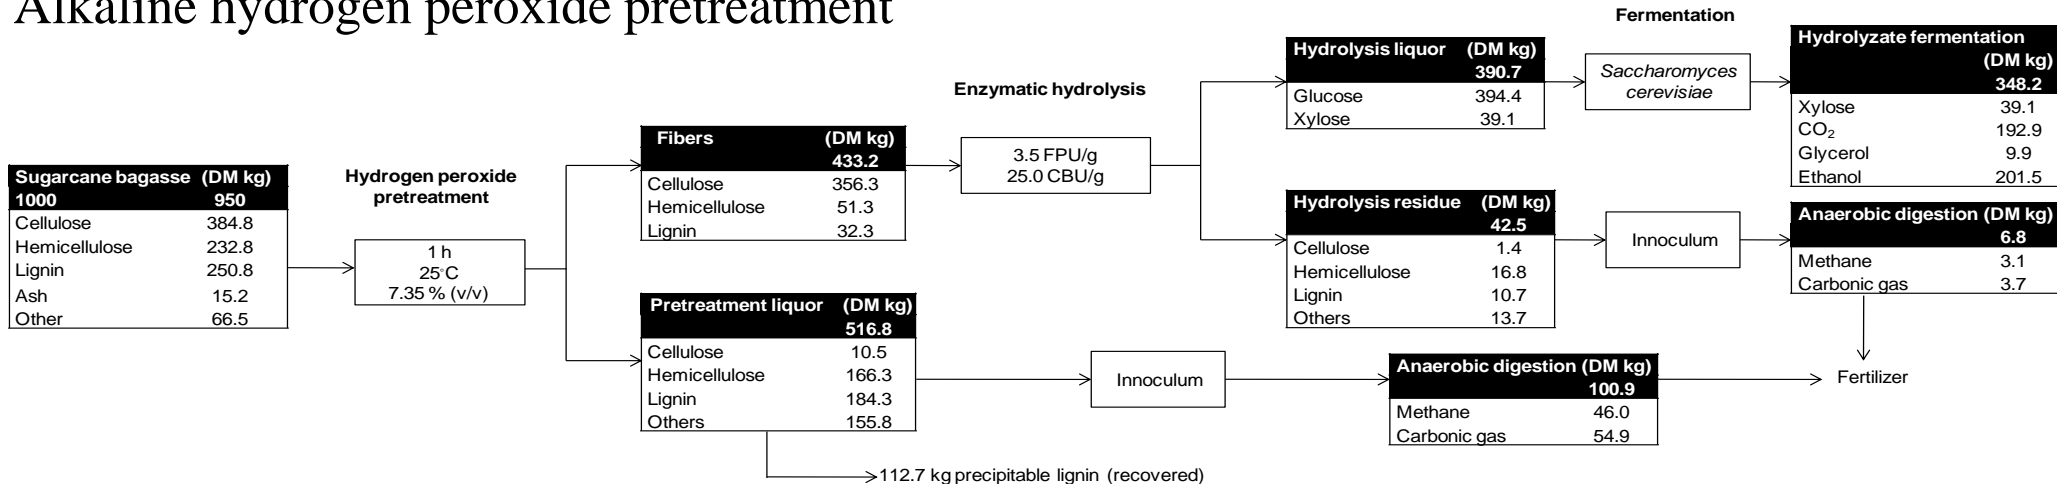 Alkaline hydrogen peroxide pretreatment
Sugarcane bagasse (DM kg)
1000 950
Cellulose 384.8
Hemicellulose 232.8
Lignin 250.8
Ash 15.2
Other 66.5
Hydrogen peroxide
pretreatment
1 h
25°C
7.35 % (v/v)
Fibers (DM kg)
433.2
Cellulose 356.3
Hemicellulose 51.3
Lignin 32.3
Pretreatment liquor (DM kg)
516.8
Cellulose 10.5
Hemicellulose 166.3
Lignin 184.3
Others 155.8
112.7 kg precipitable lignin (recovered)
Enzymatic hydrolysis
3.5 FPU/g
25.0 CBU/g
Hydrolysis liquor (DM kg)
390.7
Glucose 394.4
Xylose 39.1
Fermentation
Saccharomyces
cerevisiae
Hydrolyzate fermentation
(DM kg)
348.2
Xylose 39.1
CO2 192.9
Glycerol 9.9
Ethanol 201.5
Hydrolysis residue (DM kg)
42.5
Cellulose 1.4
Hemicellulose 16.8
Lignin 10.7
Others 13.7
Innoculum
Anaerobic digestion (DM kg)
6.8
Methane 3.1
Carbonic gas 3.7
Innoculum
Anaerobic digestion (DM kg)
100.9
Methane 46.0
Carbonic gas 54.9
Fertilizer